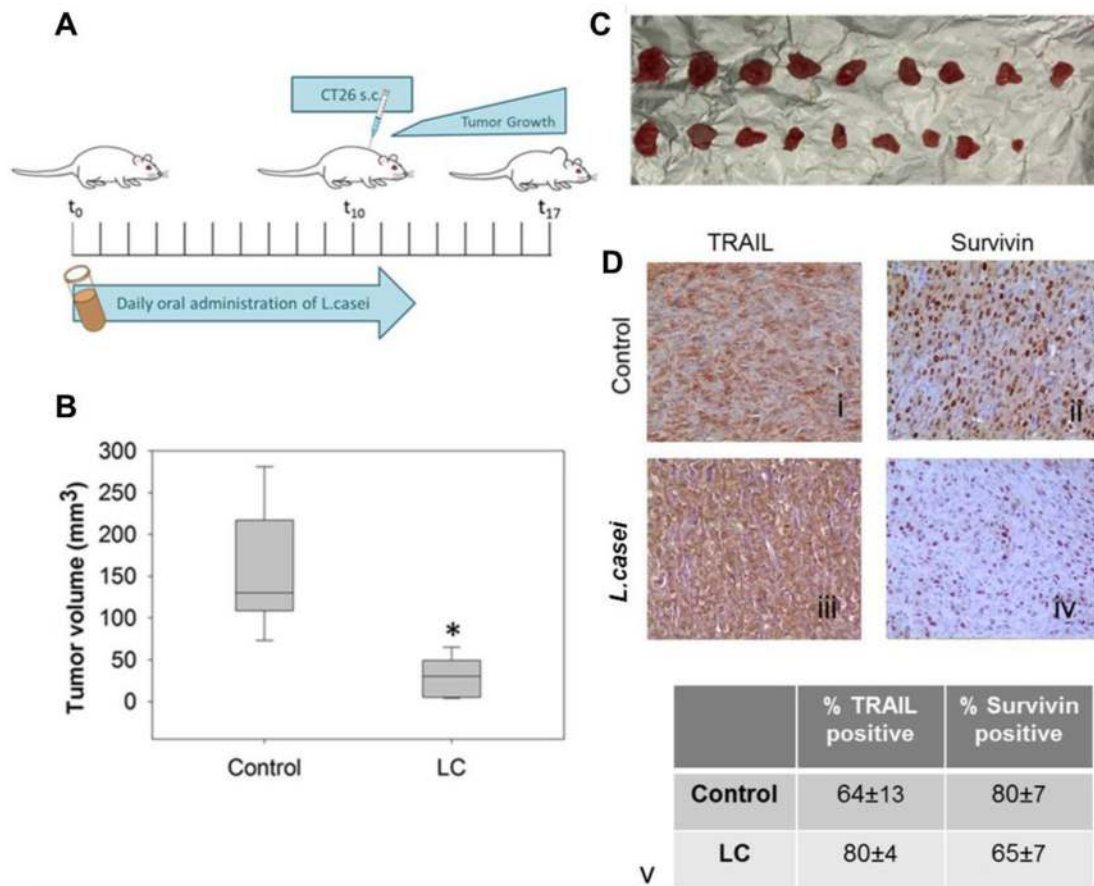 A
CT26 s.c.
Tumor Growth
t0
t10
t17
Daily oral administration of L.casei
B
Tumor volume (mm3)
300
250
200
150
100
50
0
*
Control
LC
C
D
TRAIL
Survivin
Control
i
ii
L.casei
iii
iv
% TRAIL positive
% Survivin positive
Control
64±13
80±7
LC
80±4
65±7
v